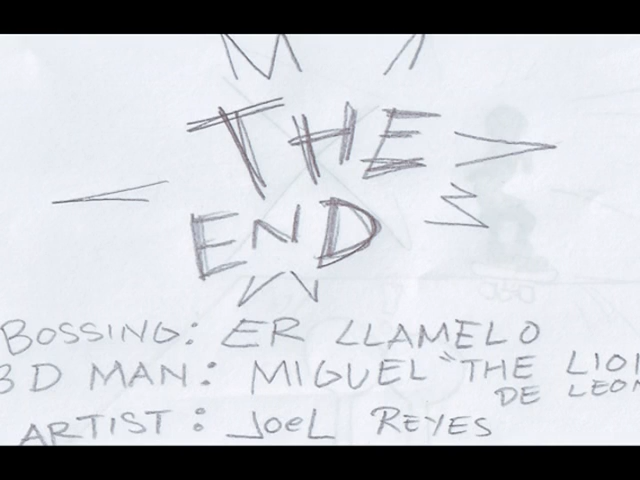 THE
END
BOSSING: ER LLAMELO
3D MAN: MIGUEL "THE LION
DE LEON
ARTIST: JOEL REYES